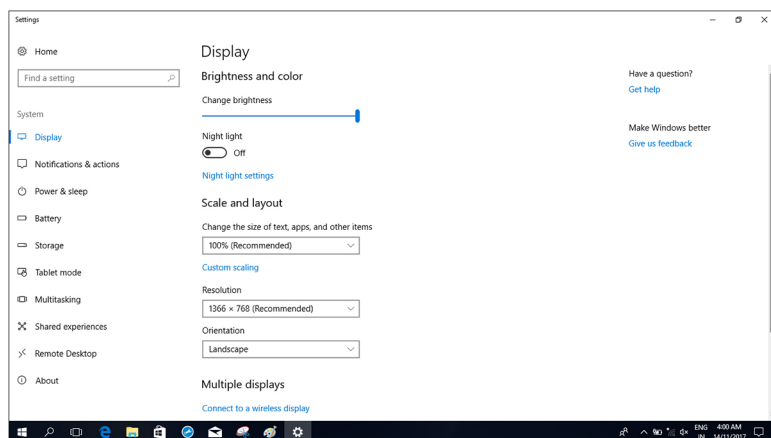 Settings
Home
Find a setting
System
Display
Notifications & actions
Power & sleep
Battery
Storage
Tablet mode
Multitasking
Shared experiences
Remote Desktop
About
Display
Brightness and color
Change brightness
Night light
Off
Night light settings
Scale and layout
Change the size of text, apps, and other items
100% (Recommended)
Custom scaling
Resolution
1366 × 768 (Recommended)
Orientation
Landscape
Multiple displays
Connect to a wireless display
Have a question?
Get help
Make Windows better
Give us feedback
ENG
IN
4:00 AM
14/11/2017